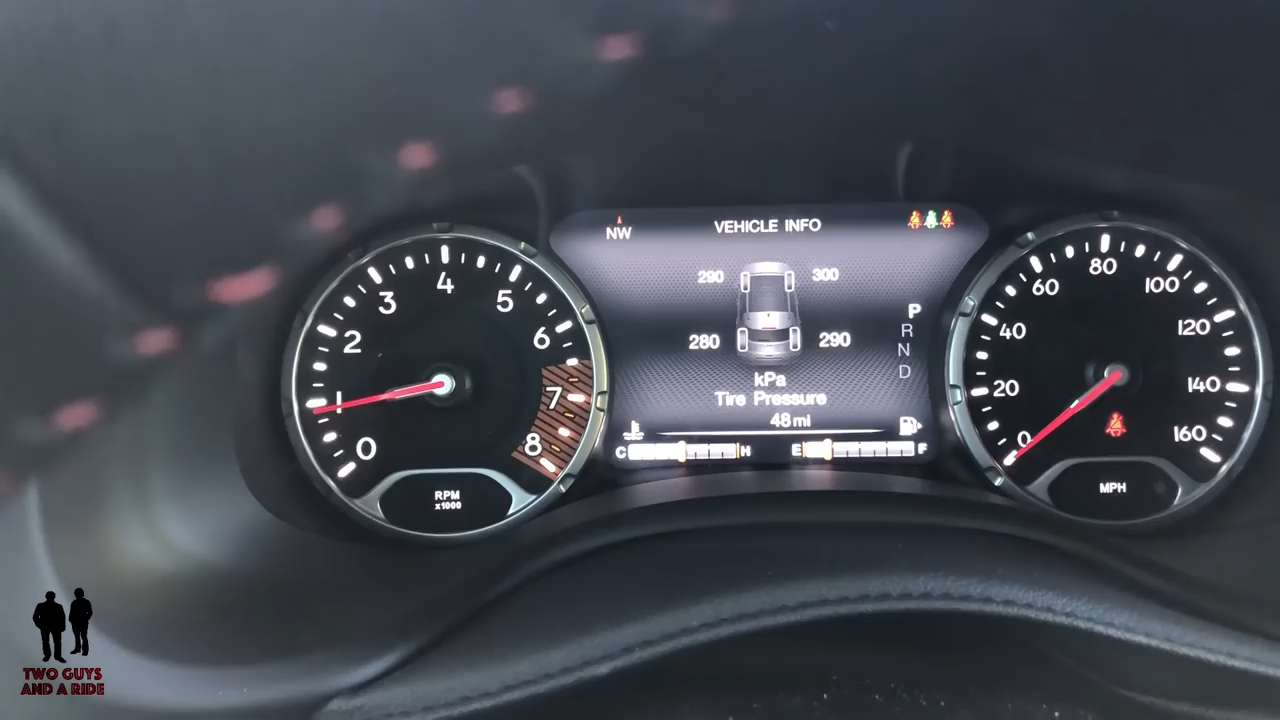 0
1
2
3
4
5
6
7
8
RPM
x1000
NW
VEHICLE INFO
290 300
280 290
kPa
Tire Pressure
48 mi
P
R
N
D
C H
E F
0
20
40
60
80
100
120
140
160
MPH
TWO GUYS
AND A RIDE